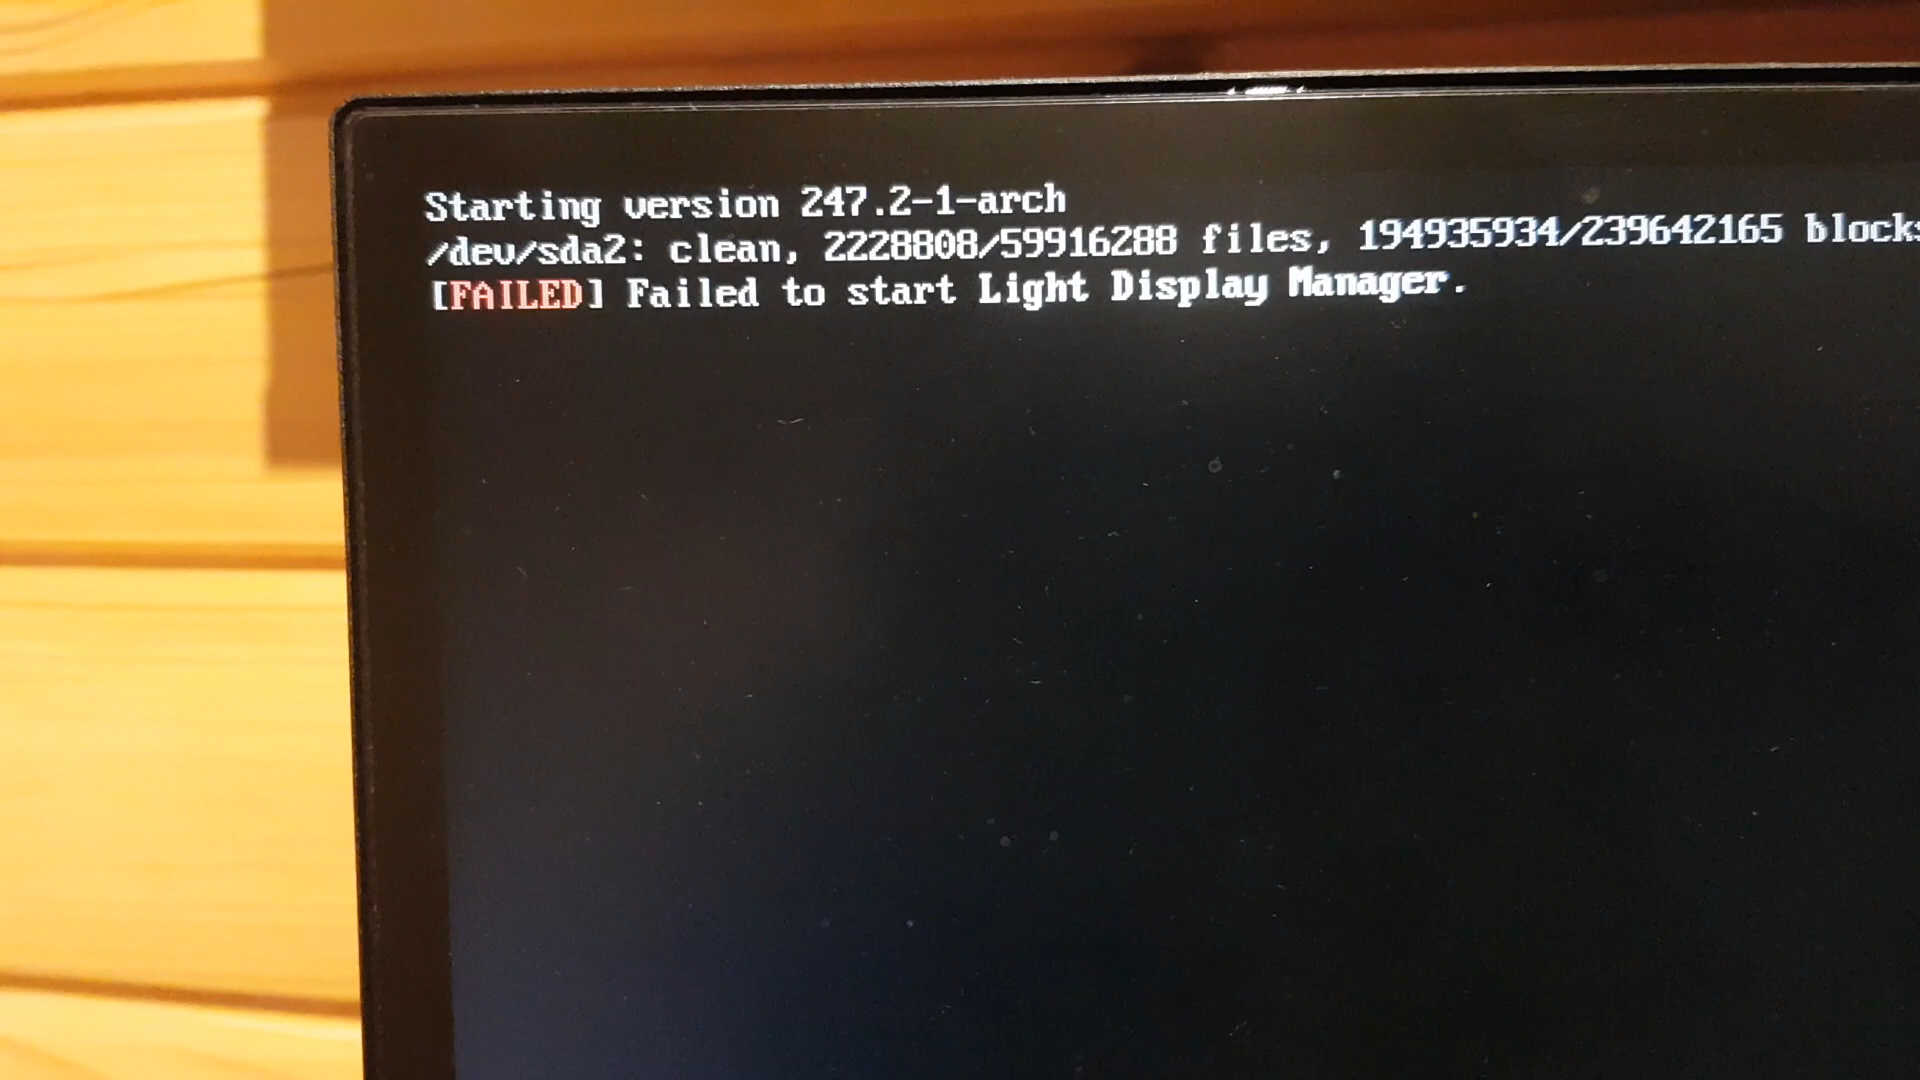 Starting version 247.2-1-arch
/dev/sda2: clean, 2228808/59916288 files, 194935934/239642165 blocks
[FAILED] Failed to start Light Display Manager.